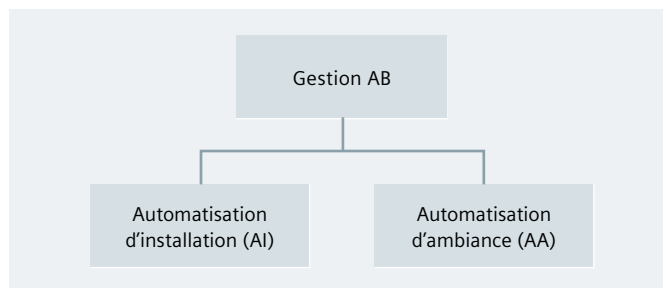 Gestion AB
Automatisation
d'installation (AI)
Automatisation
d'ambiance (AA)